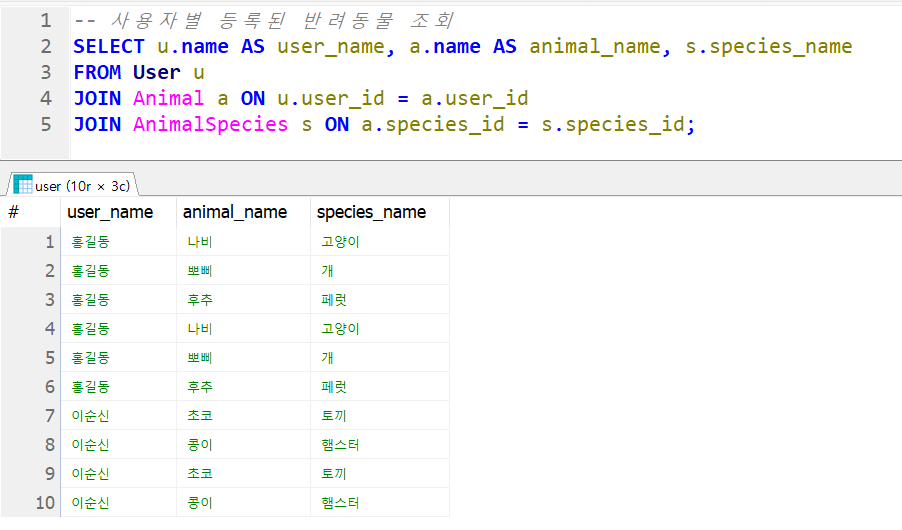 1 -- 사용자별 등록된 반려동물 조회
2 SELECT u.name AS user_name, a.name AS animal_name, s.species_name
3 FROM User u
4 JOIN Animal a ON u.user_id = a.user_id
5 JOIN AnimalSpecies s ON a.species_id = s.species_id;
user (10r × 3c)
# user_name animal_name species_name
1 홍길동 나비 고양이
2 홍길동 뽀삐 개
3 홍길동 후추 페럿
4 홍길동 나비 고양이
5 홍길동 뽀삐 개
6 홍길동 후추 페럿
7 이순신 초코 토끼
8 이순신 콩이 햄스터
9 이순신 초코 토끼
10 이순신 콩이 햄스터